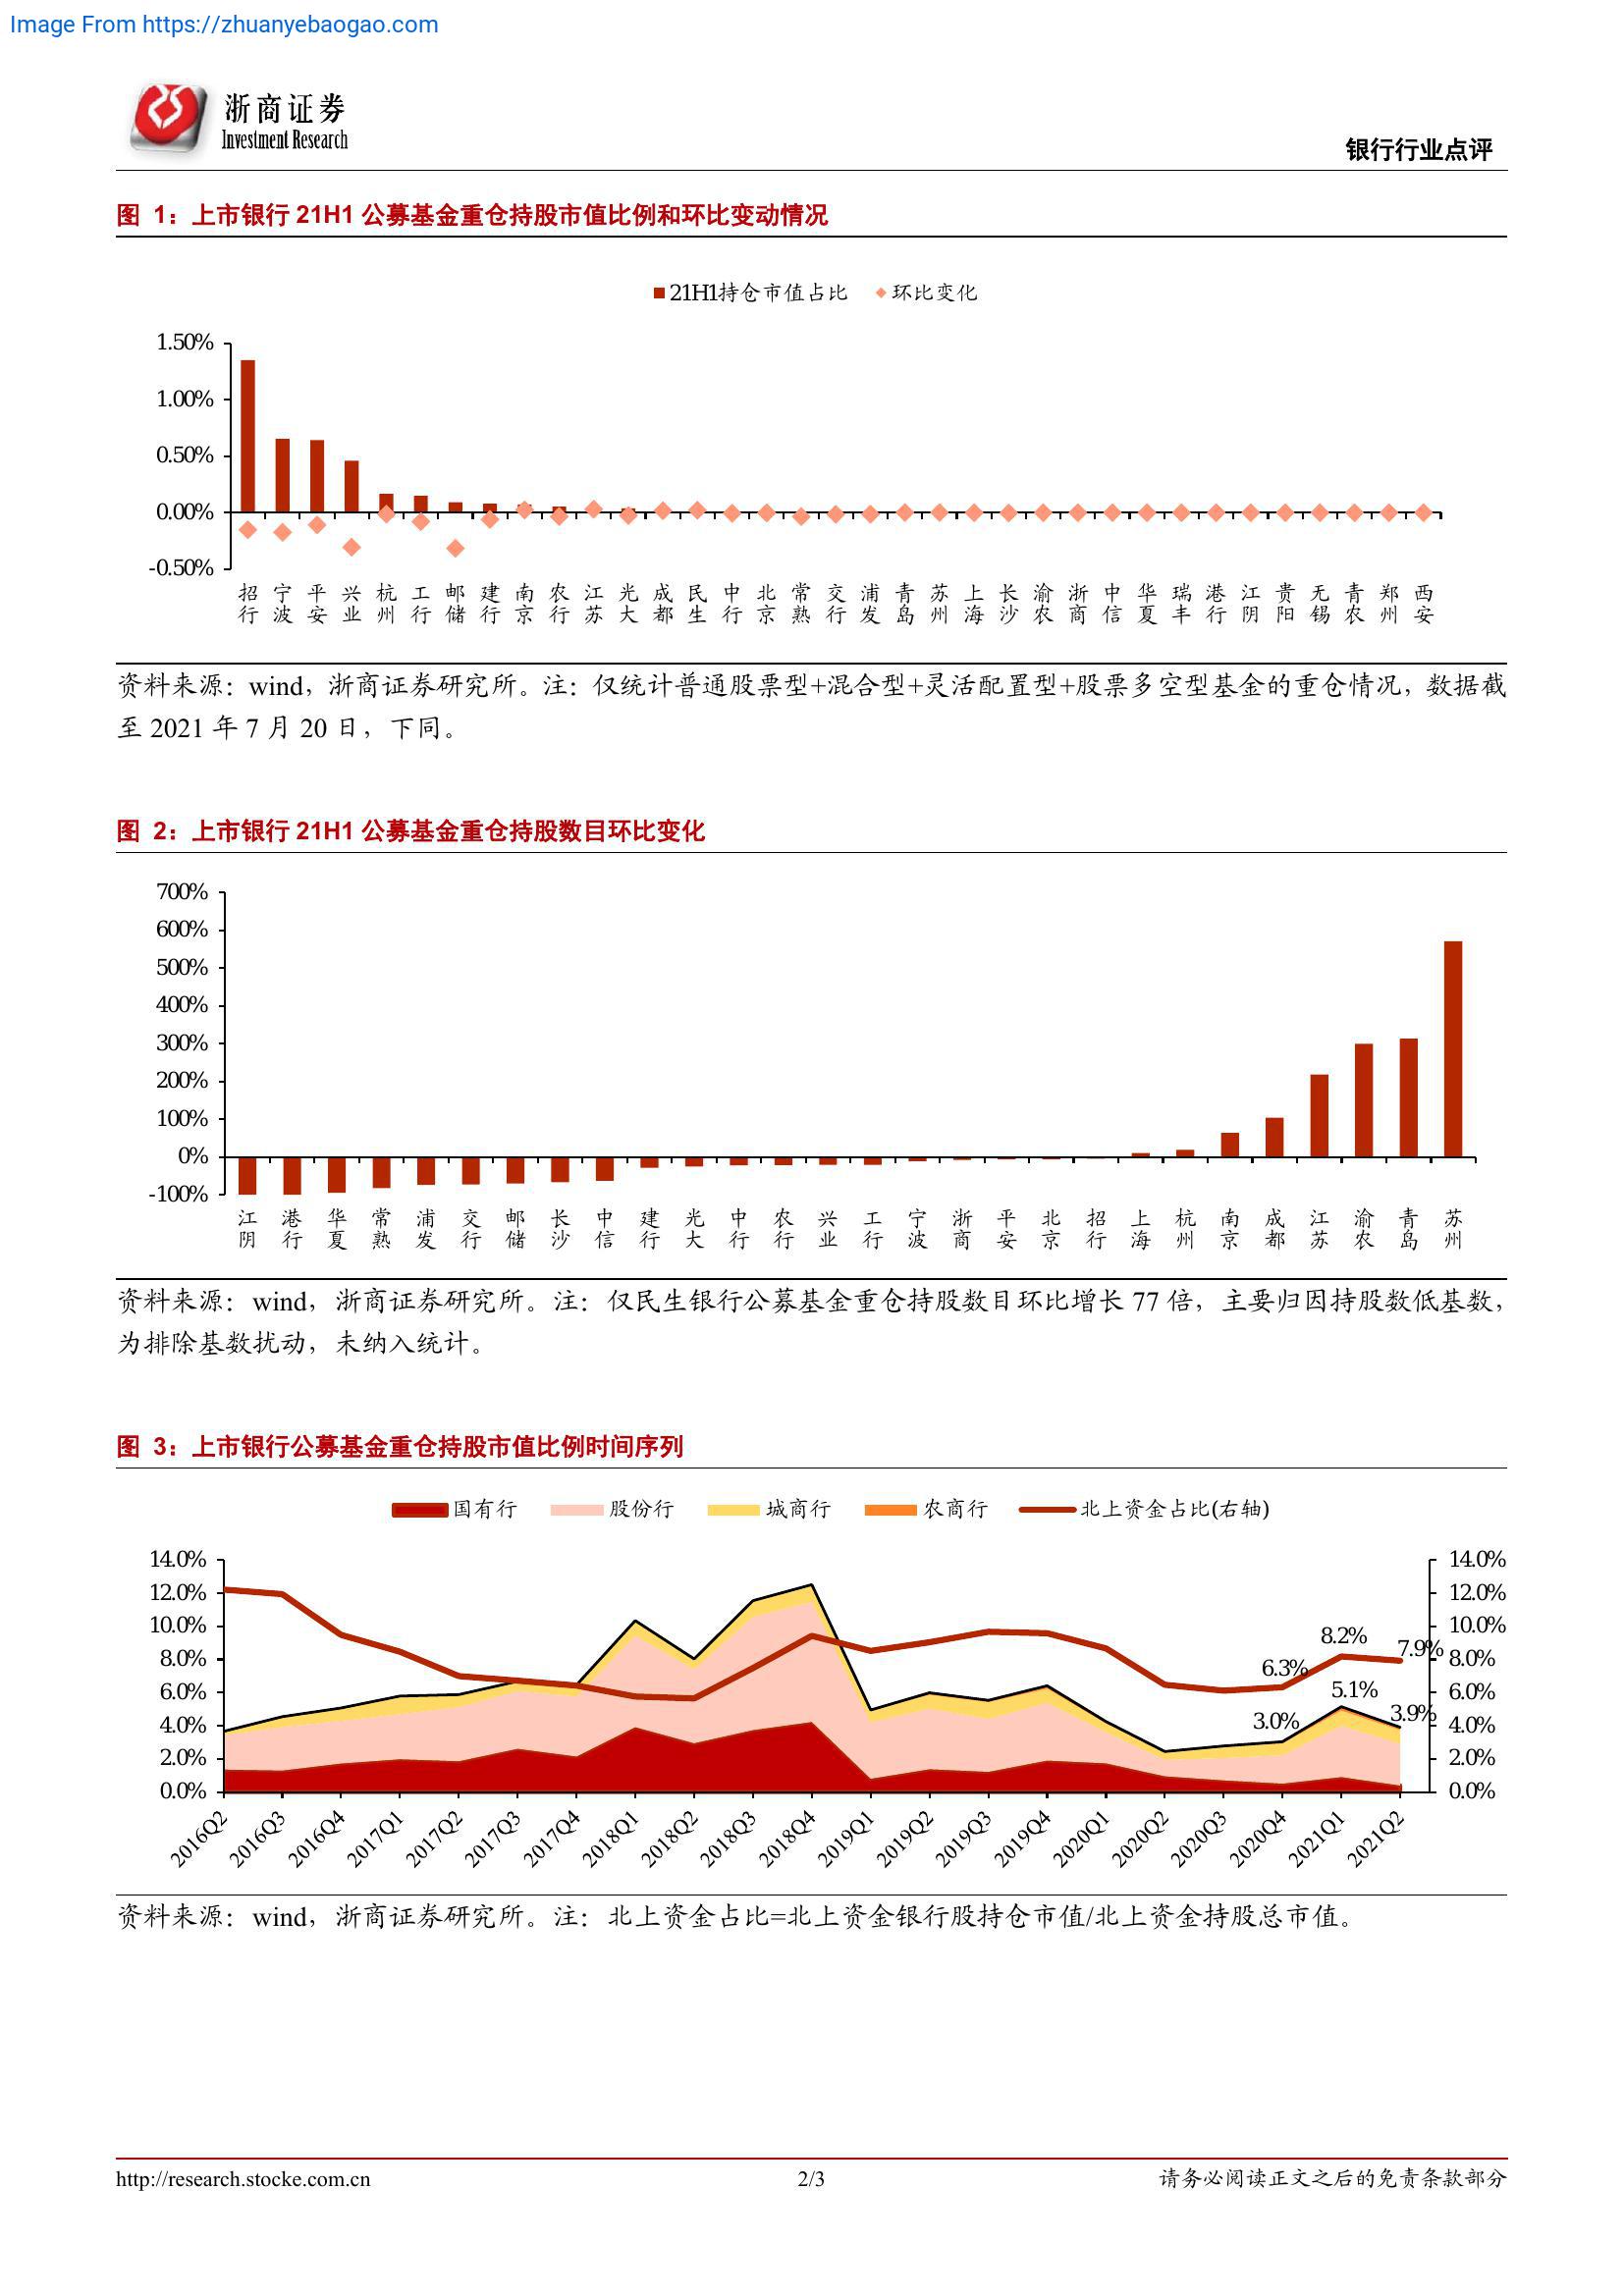 Image From https://zhuanyebaogao.com
浙商证券
Investment Research
银行行业点评
图 1：上市银行 21H1 公募基金重仓持股市值比例和环比变动情况
21H1持仓市值占比 环比变化
1.50%
1.00%
0.50%
0.00%
-0.50%
招行 宁波 平安 兴业 杭州 工行 邮储 建行 南京 农行 江苏 光大 成都 民生 中行 北京 常熟 交行 浦发 青岛 苏州 上海 长沙 渝农 浙商 中信 华夏 瑞丰 港行 江阴 贵阳 无锡 青农 郑州 西安
资料来源：wind，浙商证券研究所。注：仅统计普通股票型+混合型+灵活配置型+股票多空型基金的重仓情况，数据截
至 2021 年 7 月 20 日，下同。
图 2：上市银行 21H1 公募基金重仓持股数目环比变化
700%
600%
500%
400%
300%
200%
100%
0%
-100%
江阴 港行 华夏 常熟 浦发 交行 邮储 长沙 中信 建行 光大 中行 农行 兴业 工行 宁波 浙商 平安 北京 招行 上海 杭州 南京 成都 江苏 渝农 青岛 苏州
资料来源：wind，浙商证券研究所。注：仅民生银行公募基金重仓持股数目环比增长 77 倍，主要归因持股数低基数，
为排除基数扰动，未纳入统计。
图 3：上市银行公募基金重仓持股市值比例时间序列
国有行 股份行 城商行 农商行 北上资金占比(右轴)
14.0% 14.0%
12.0% 12.0%
10.0% 8.2% 10.0%
8.0% 6.3% 7.9% 8.0%
6.0% 5.1% 6.0%
4.0% 3.0% 3.9% 4.0%
2.0% 2.0%
0.0% 0.0%
2016Q2 2016Q3 2016Q4 2017Q1 2017Q2 2017Q3 2017Q4 2018Q1 2018Q2 2018Q3 2018Q4 2019Q1 2019Q2 2019Q3 2019Q4 2020Q1 2020Q2 2020Q3 2020Q4 2021Q1 2021Q2
资料来源：wind，浙商证券研究所。注：北上资金占比=北上资金银行股持仓市值/北上资金持股总市值。
http://research.stocke.com.cn 2/3 请务必阅读正文之后的免责条款部分